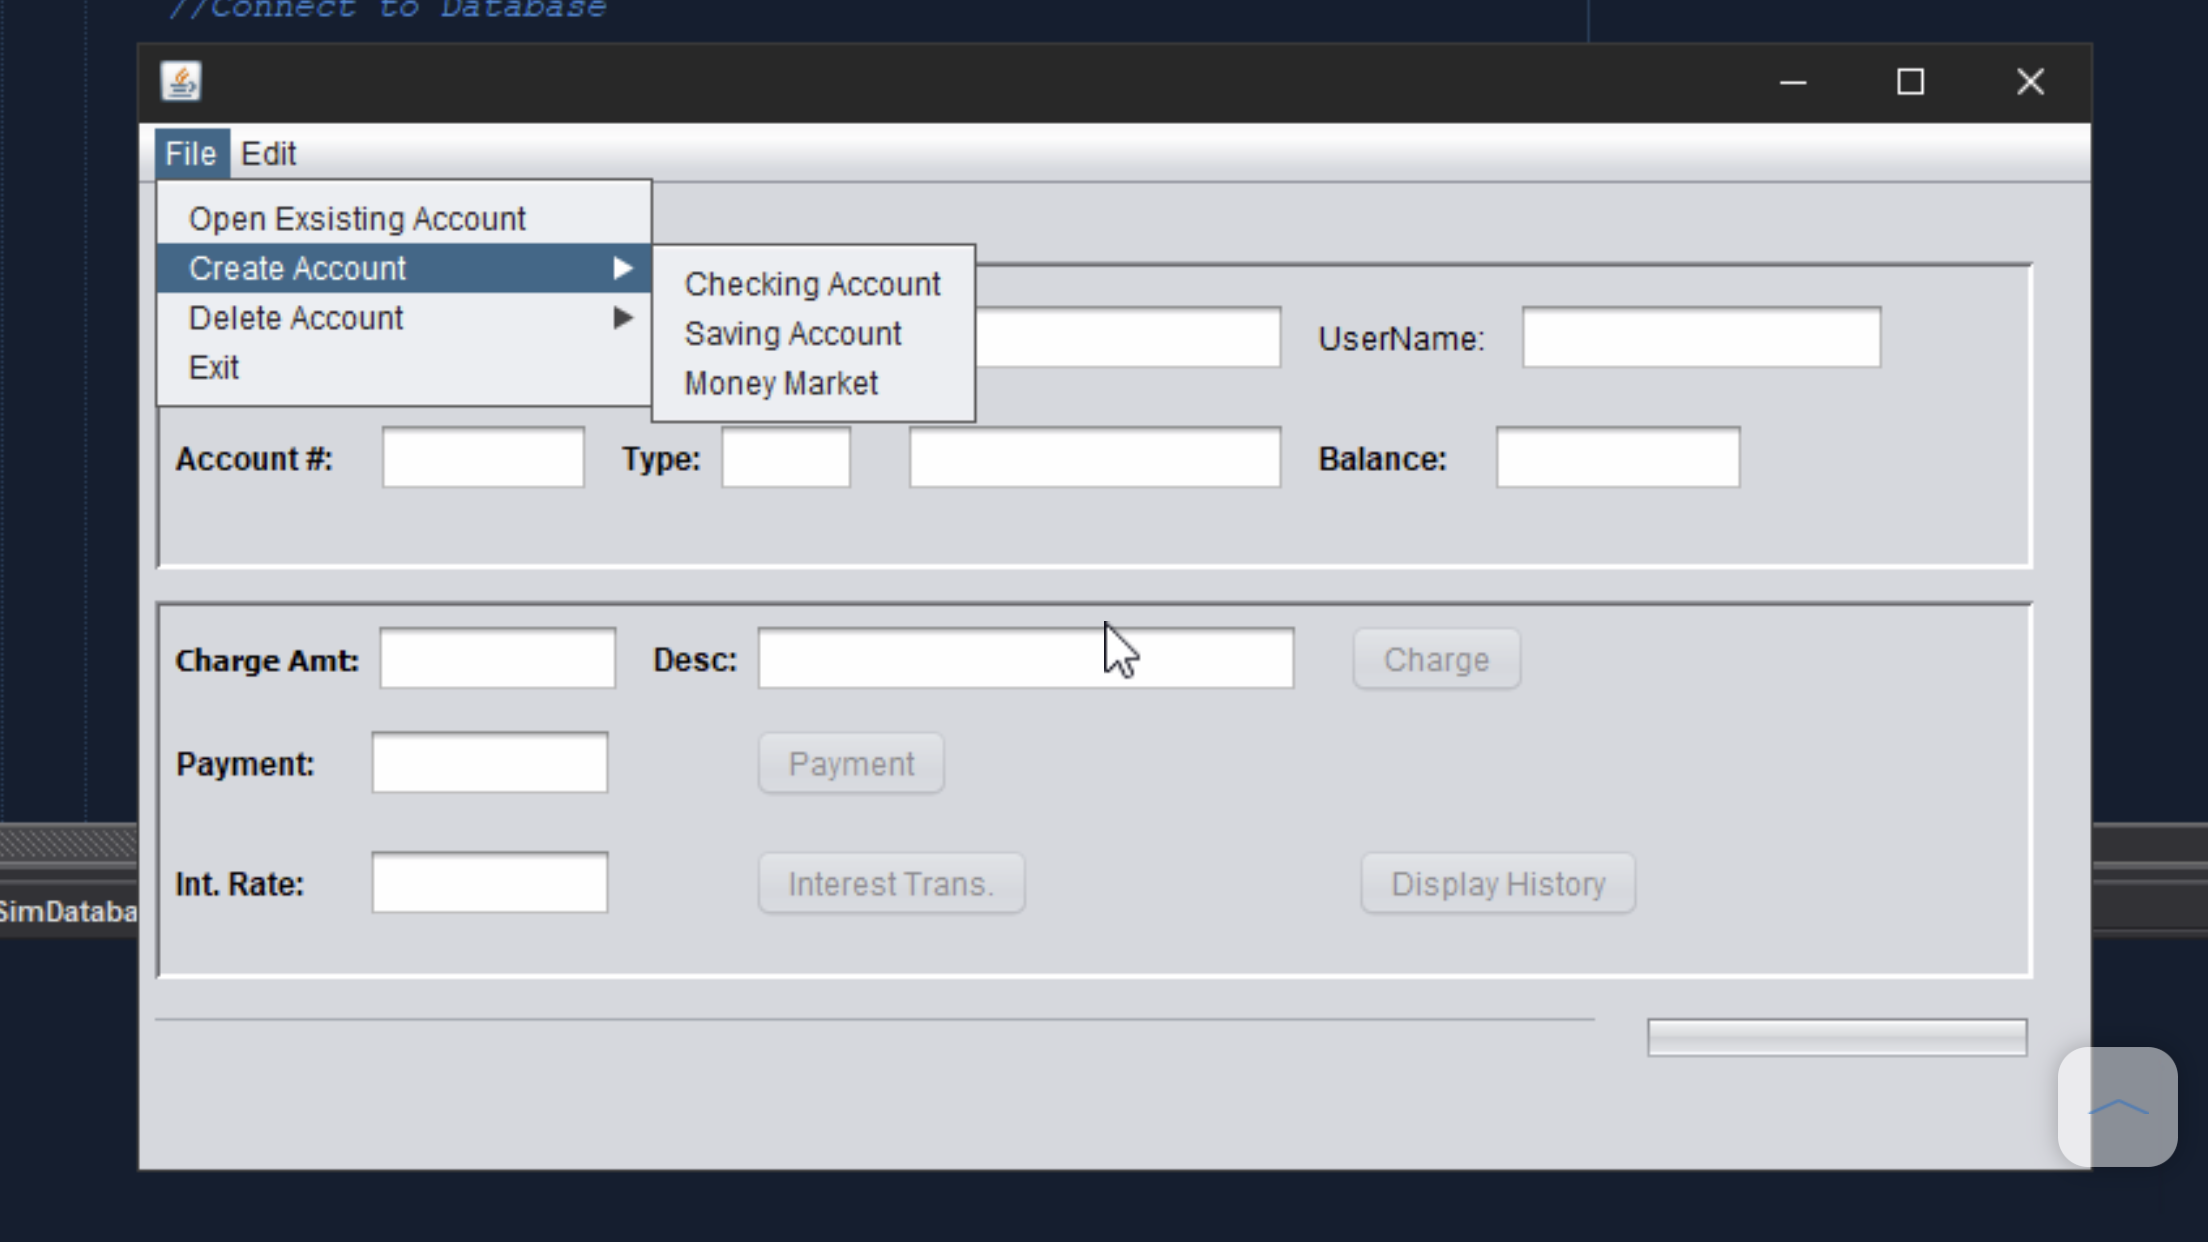 //Connect to Database
File Edit
Open Exsisting Account
Create Account
Delete Account
Exit
Checking Account
Saving Account
Money Market
UserName:
Account #: Type: Balance:
Charge Amt: Desc: Charge
Payment: Payment
Int. Rate: Interest Trans. Display History
SimDataba